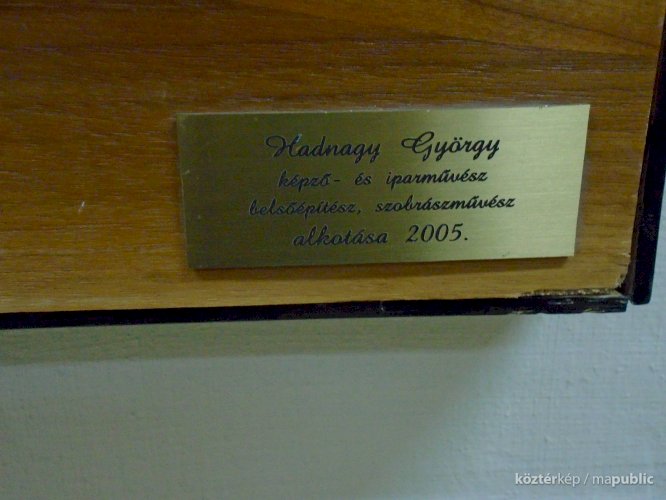 Hadnagy György
képző- és iparművész
belsőépítész, szobrászművész
alkotása 2005.
köztérkép / mapublic